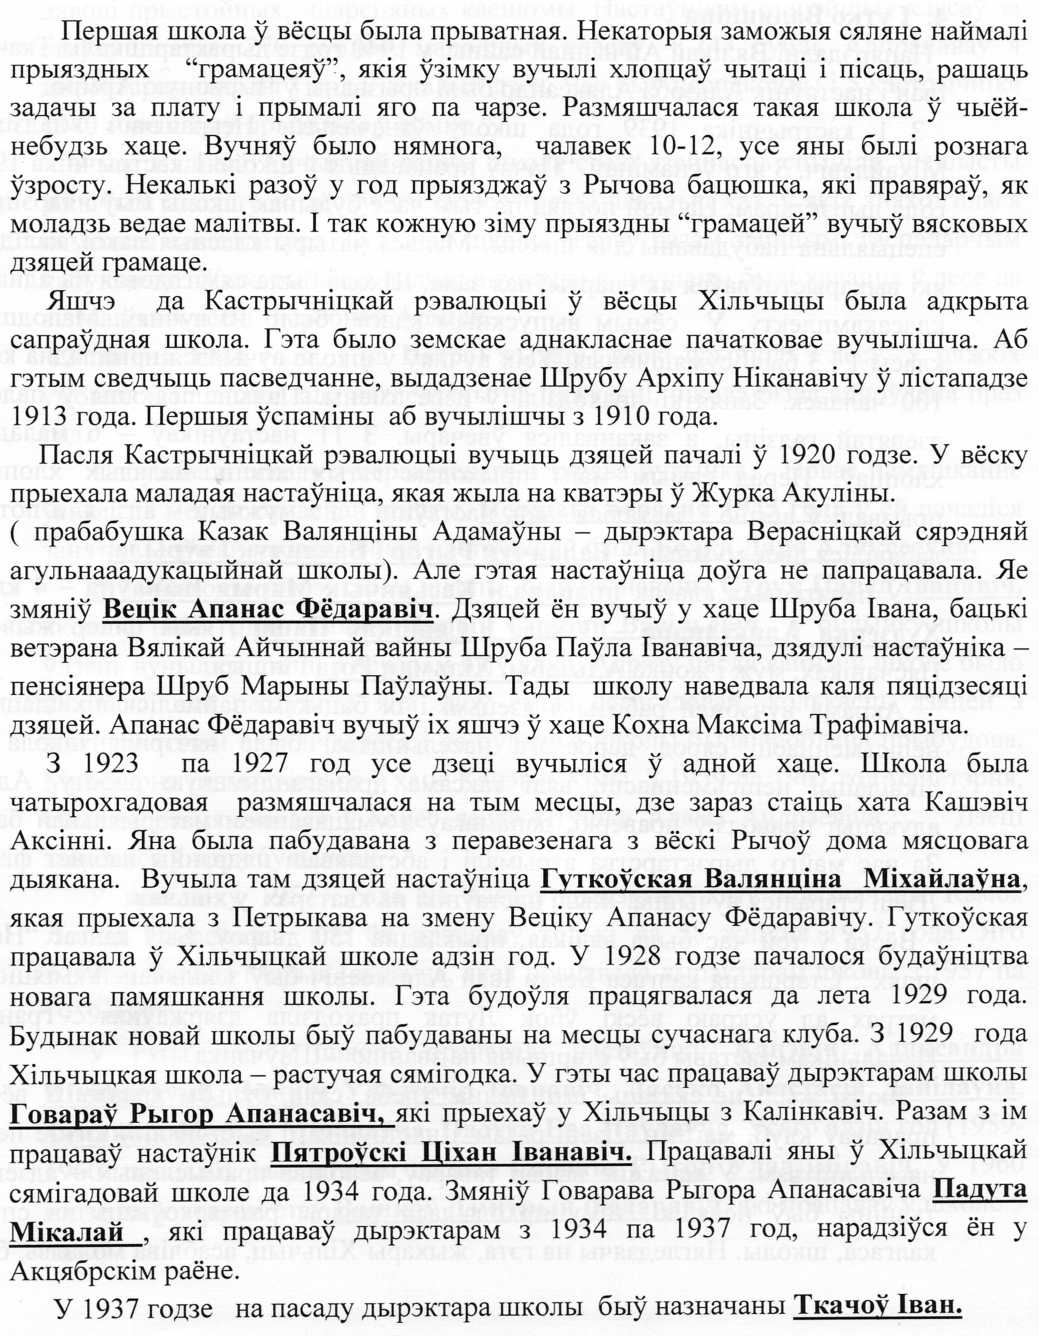 Першая школа ў вёсцы была прыватная. Некаторыя заможыя сяляне наймалі
прыяздных “грамацеяў”, якія ўзімку вучылі хлопцаў чытаці і пісаць, рашаць
задачы за плату і прымалі яго па чарзе. Размяшчалася такая школа ў чыёй-
небудзь хаце. Вучняў было нямнога, чалавек 10-12, усе яны былі рознага
ўзросту. Некалькі разоў у год прыязджаў з Рычова бацюшка, які правяраў, як
моладзь ведае малітвы. І так кожную зіму прыяздны “грамацей” вучыў вясковых
дзяцей грамаце.
Яшчэ да Кастрычніцкай рэвалюцыі ў вёсцы Хільчыцы была адкрыта
сапраўдная школа. Гэта было земскае аднакласнае пачатковае вучылішча. Аб
гэтым сведчыць пасведчанне, выдадзенае Шрубу Архіпу Ніканавічу ў лістападзе
1913 года. Першыя ўспаміны аб вучылішчы з 1910 года.
Пасля Кастрычніцкай рэвалюцыі вучыць дзяцей пачалі ў 1920 годзе. У вёску
прыехала маладая настаўніца, якая жыла на кватэры ў Журка Акуліны.
( прабабушка Казак Валянціны Адамаўны – дырэктара Верасніцкай сярэдняй
агульнааадукацыйнай школы). Але гэтая настаўніца доўга не папрацавала. Яе
змяніў Вецік Апанас Фёдаравіч. Дзяцей ён вучыў у хаце Шруба Івана, бацькі
ветэрана Вялікай Айчыннай вайны Шруба Паўла Іванавіча, дзядулі настаўніка –
пенсіянера Шруб Марыны Паўлаўны. Тады школу наведвала каля пяцідзесяці
дзяцей. Апанас Фёдаравіч вучыў іх яшчэ ў хаце Кохна Максіма Трафімавіча.
З 1923 па 1927 год усе дзеці вучыліся ў адной хаце. Школа была
чатырохгадовая размяшчалася на тым месцы, дзе зараз стаіць хата Кашэвіч
Аксінні. Яна была пабудавана з перавезенага з вёскі Рычоў дома мясцовага
дыякана. Вучыла там дзяцей настаўніца Гуткоўская Валянціна Міхайлаўна,
якая прыехала з Петрыкава на змену Веціку Апанасу Фёдаравічу. Гуткоўская
працавала ў Хільчыцкай школе адзін год. У 1928 годзе пачалося будаўніцтва
новага памяшкання школы. Гэта будоўля працягвалася да лета 1929 года.
Будынак новай школы быў пабудаваны на месцы сучаснага клуба. З 1929 года
Хільчыцкая школа – растучая сямігодка. У гэты час працаваў дырэктарам школы
Говараў Рыгор Апанасавіч, які прыехаў у Хільчыцы з Калінкавіч. Разам з ім
працаваў настаўнік Пятроўскі Ціхан Іванавіч. Працавалі яны ў Хільчыцкай
сямігадовай школе да 1934 года. Змяніў Говарава Рыгора Апанасавіча Падута
Мікалай , які працаваў дырэктарам з 1934 па 1937 год, нарадзіўся ён у
Акцябрскім раёне.
У 1937 годзе на пасаду дырэктара школы быў назначаны Ткачоў Іван.